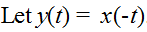 Let y(t) = x(-t)